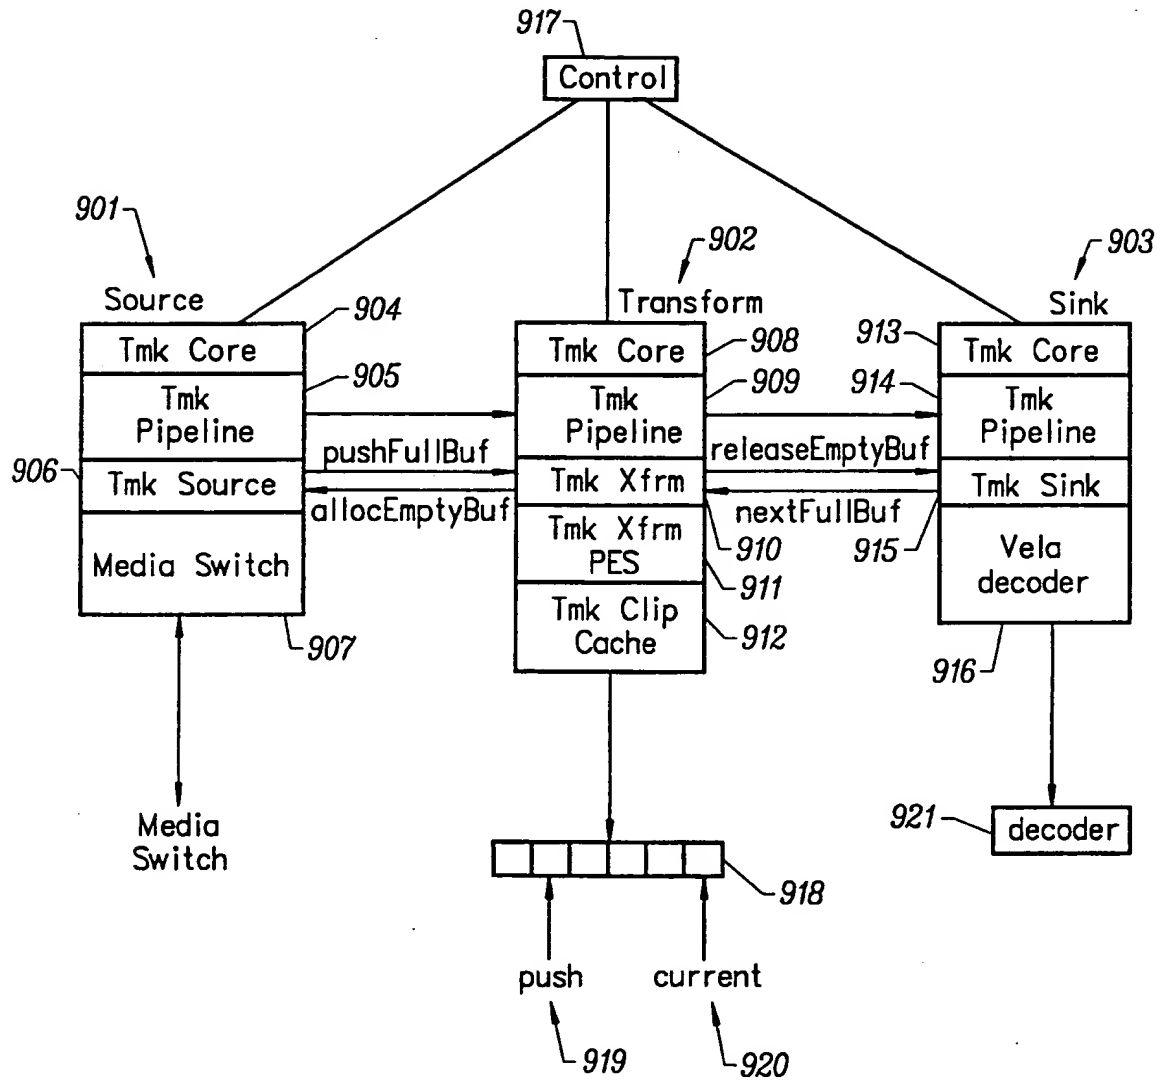 917
Control
901
902
903
Source
Transform
Sink
904
908
913
Tmk Core
Tmk Core
Tmk Core
905
909
914
Tmk
Pipeline
Tmk
Pipeline
Tmk
Pipeline
pushFullBuf
releaseEmptyBuf
906
Tmk Source
Tmk Xfrm
Tmk Sink
allocEmptyBuf
nextFullBuf
910
915
Media Switch
Tmk Xfrm
PES
Vela
decoder
911
Tmk Clip
Cache
912
907
916
Media
Switch
921
decoder
918
push
current
919
920